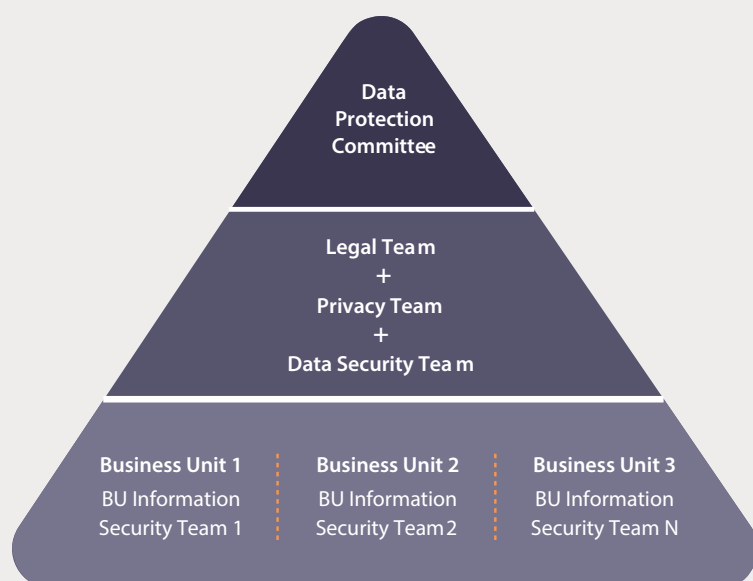 Data
Protection
Committee
Legal Team
+
Privacy Team
+
Data Security Team
Business Unit 1
BU Information
Security Team 1
Business Unit 2
BU Information
Security Team 2
Business Unit 3
BU Information
Security Team N